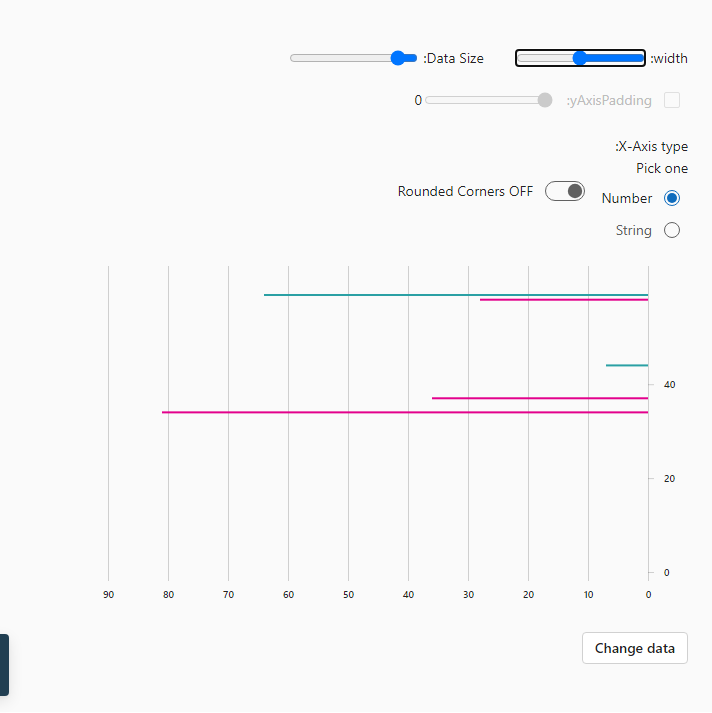 width:
Data Size:
yAxisPadding:
0
X-Axis type:
Pick one
Number
Rounded Corners OFF
String
40
20
0
90 80 70 60 50 40 30 20 10 0
Change data